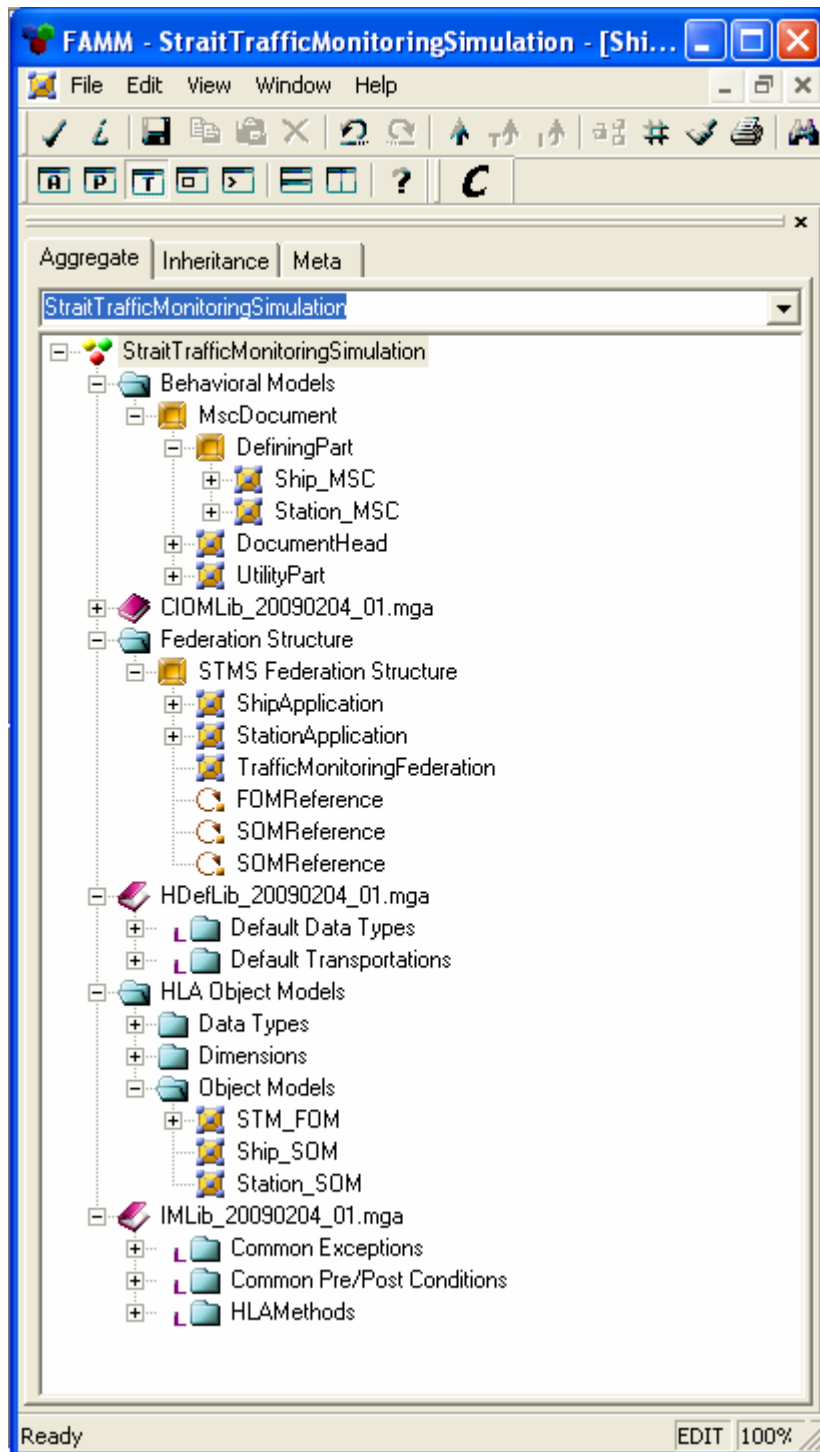 FAMM - StraitTrafficMonitoringSimulation - [Shi...
File Edit View Window Help
A P T
? C
Aggregate Inheritance Meta
StraitTrafficMonitoringSimulation
StraitTrafficMonitoringSimulation
Behavioral Models
MscDocument
DefiningPart
Ship_MSC
Station_MSC
DocumentHead
UtilityPart
CIOMLib_20090204_01.mga
Federation Structure
STMS Federation Structure
ShipApplication
StationApplication
TrafficMonitoringFederation
FOMReference
SOMReference
SOMReference
HDefLib_20090204_01.mga
L Default Data Types
L Default Transportations
HLA Object Models
Data Types
Dimensions
Object Models
STM_FOM
Ship_SOM
Station_SOM
IMLib_20090204_01.mga
L Common Exceptions
L Common Pre/Post Conditions
L HLAMethods
Ready EDIT 100%